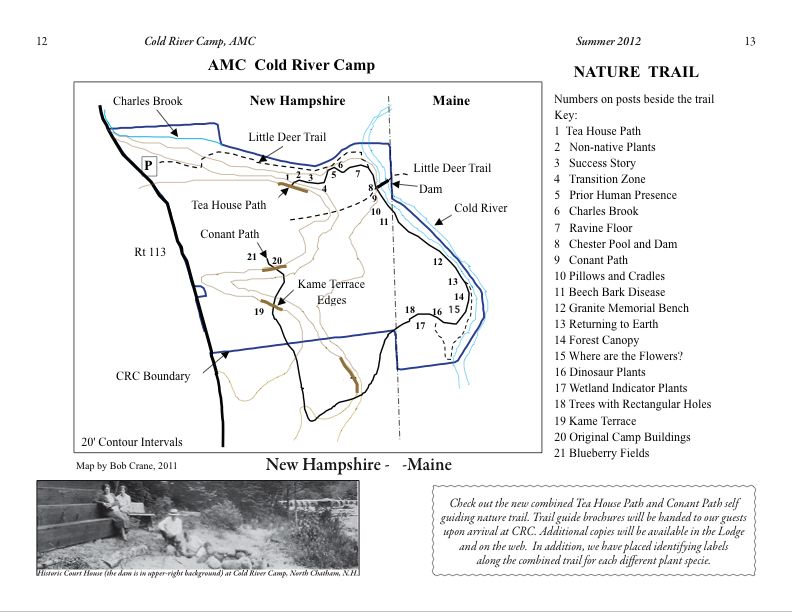 12
Cold River Camp, AMC
Summer 2012
13
AMC Cold River Camp
Charles Brook
New Hampshire
Maine
Little Deer Trail
P
Little Deer Trail
Dam
Tea House Path
Cold River
Conant Path
Rt 113
Kame Terrace
Edges
CRC Boundary
1
2
3
4
5
6
7
8
9
10
11
12
13
14
15
16
17
18
19
20
21
20' Contour Intervals
Map by Bob Crane, 2011
New Hampshire - -Maine
NATURE TRAIL
Numbers on posts beside the trail
Key:
1 Tea House Path
2 Non-native Plants
3 Success Story
4 Transition Zone
5 Prior Human Presence
6 Charles Brook
7 Ravine Floor
8 Chester Pool and Dam
9 Conant Path
10 Pillows and Cradles
11 Beech Bark Disease
12 Granite Memorial Bench
13 Returning to Earth
14 Forest Canopy
15 Where are the Flowers?
16 Dinosaur Plants
17 Wetland Indicator Plants
18 Trees with Rectangular Holes
19 Kame Terrace
20 Original Camp Buildings
21 Blueberry Fields
Historic Court House (the dam is in upper-right background) at Cold River Camp, North Chatham, N.H.
Check out the new combined Tea House Path and Conant Path self
guiding nature trail. Trail guide brochures will be handed to our guests
upon arrival at CRC. Additional copies will be available in the Lodge
and on the web. In addition, we have placed identifying labels
along the combined trail for each different plant specie.